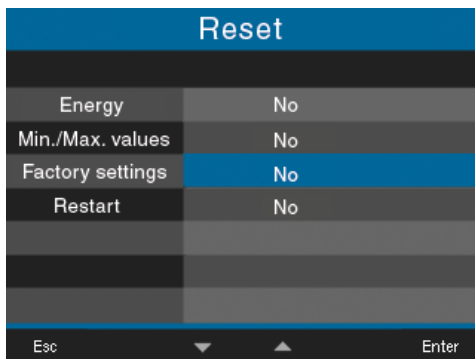 Reset
Energy No
Min./Max. values No
Factory settings No
Restart No
Esc Enter